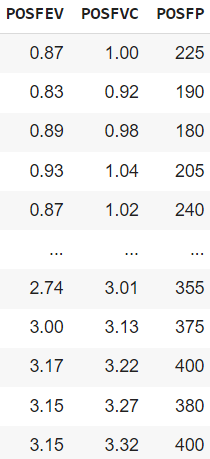 POSFEV POSFVC POSFP
0.87 1.00 225
0.83 0.92 190
0.89 0.98 180
0.93 1.04 205
0.87 1.02 240
... ... ...
2.74 3.01 355
3.00 3.13 375
3.17 3.22 400
3.15 3.27 380
3.15 3.32 400